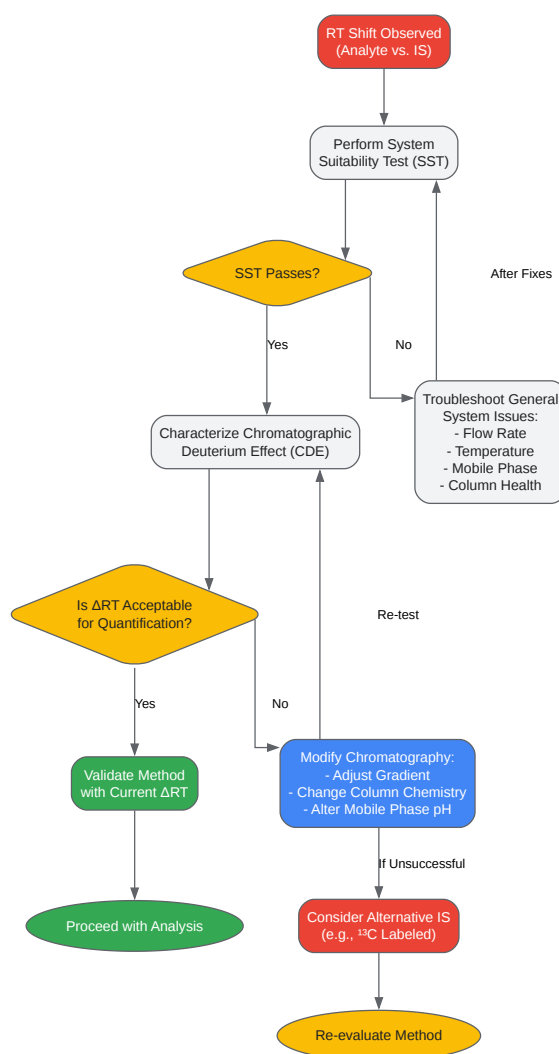 RT Shift Observed
(Analyte vs. IS)
Perform System
Suitability Test (SST)
SST Passes?
After Fixes
Yes
No
Troubleshoot General
System Issues:
- Flow Rate
- Temperature
- Mobile Phase
- Column Health
Characterize Chromatographic
Deuterium Effect (CDE)
Is ΔRT Acceptable
for Quantification?
Re-test
Yes
No
Modify Chromatography:
- Adjust Gradient
- Change Column Chemistry
- Alter Mobile Phase pH
Validate Method
with Current ΔRT
If Unsuccessful
Consider Alternative IS
(e.g., ¹³C Labeled)
Proceed with Analysis
Re-evaluate Method